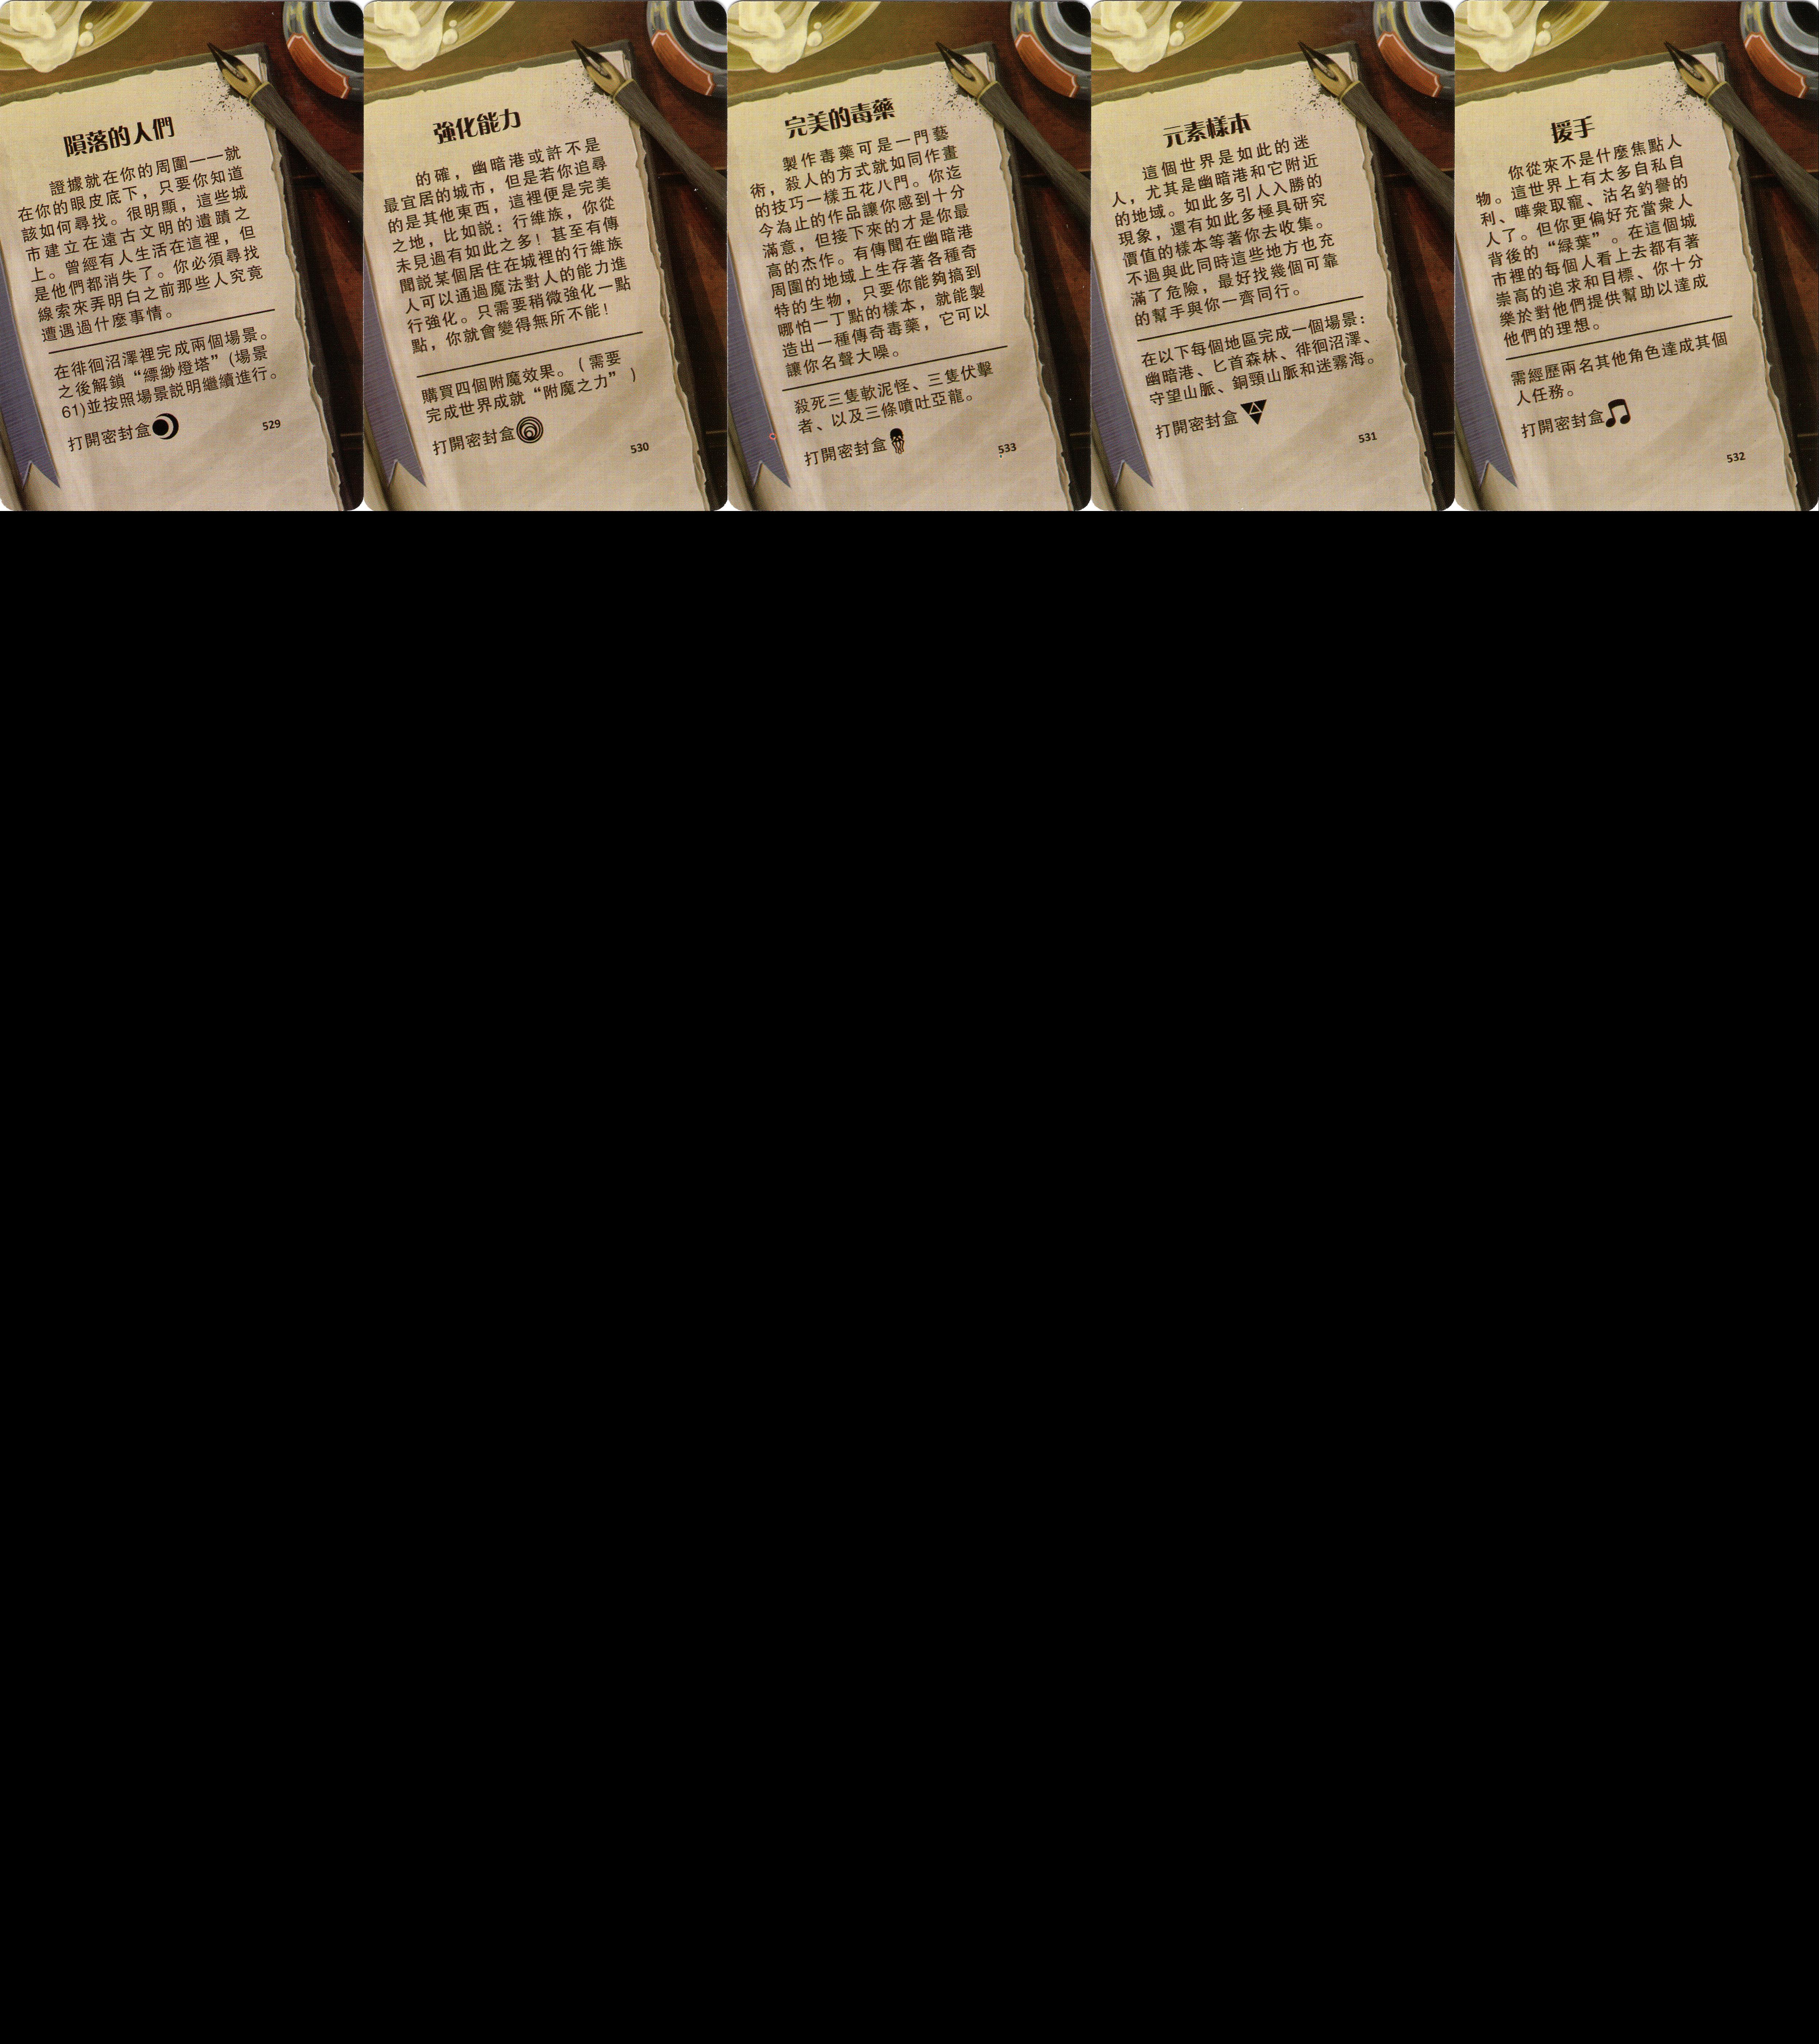 隕落的人們
證據就在你的周圍一一就
在你的眼皮底下，只要你知道
該如何尋找。很明顯，這些城
市建立在遠古文明的遺蹟之
上。曾經有人生活在這裡，但
是他們都消失了。你必須尋找
線索來弄明白之前那些人究竟
遭遇過什麼事情。
在徘徊沼澤裡完成兩個場景。
之後解鎖“縹緲燈塔”(場景
61)並按照場景説明繼續進行。
打開密封盒
529
強化能力
的確，幽暗港或許不是
最宜居的城市，但是若你追尋
的是其他東西，這裡便是完美
之地，比如説：行維族，你從
未見過有如此之多！甚至有傳
聞説某個居住在城裡的行維族
人可以通過魔法對人的能力進
行強化。只需要稍微強化一點
點，你就會變得無所不能！
購買四個附魔效果。（需要
完成世界成就“附魔之力”）
打開密封盒
530
完美的毒藥
製作毒藥可是一門藝
術，殺人的方式就如同作畫
的技巧一樣五花八門。你迄
今為止的作品讓你感到十分
滿意，但接下來的才是你最
高的杰作。有傳聞在幽暗港
周圍的地域上生存著各種奇
特的生物，只要你能夠搞到
哪怕一丁點的樣本，就能製
造出一種傳奇毒藥，它可以
讓你名聲大噪。
殺死三隻軟泥怪、三隻伏擊
者、以及三條噴吐亞龍。
打開密封盒
533
元素樣本
這個世界是如此的迷
人，尤其是幽暗港和它附近
的地域。如此多引人入勝的
現象，還有如此多極具研究
價值的樣本等著你去收集。
不過與此同時這些地方也充
滿了危險，最好找幾個可靠
的幫手與你一齊同行。
在以下每個地區完成一個場景：
幽暗港、匕首森林、徘徊沼澤、
守望山脈、銅頸山脈和迷霧海。
打開密封盒
531
援手
你從來不是什麼焦點人
物。這世界上有太多自私自
利、嘩衆取寵、沽名釣譽的
人了。但你更偏好充當衆人
背後的“緑葉”。在這個城
市裡的每個人看上去都有著
崇高的追求和目標、你十分
樂於對他們提供幫助以達成
他們的理想。
需經歷兩名其他角色達成其個
人任務。
打開密封盒
532